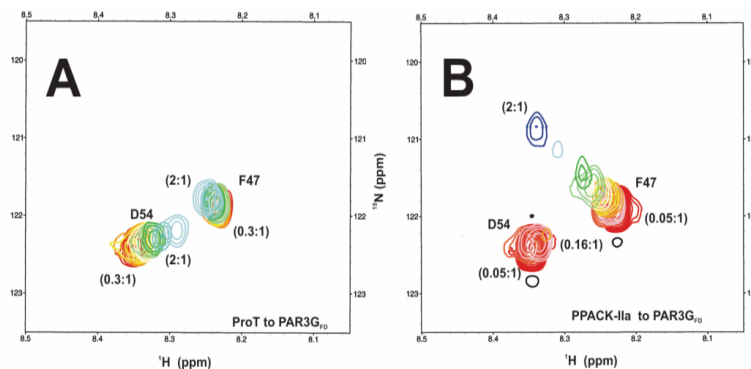 8.5 8.4 8.3 8.2 8.1
A
120
121
122
123
120
121
122
123
(2:1)
F47
D54
(0.3:1)
(2:1)
(0.3:1)
ProT to PAR3GFD
8.5 8.4 8.3 8.2 8.1
¹H (ppm)
¹⁵N (ppm)
8.5 8.4 8.3 8.2 8.1
B
120
121
122
123
(2:1)
F47
D54
(0.05:1)
(0.16:1)
(0.05:1)
PPACK-IIa to PAR3GFD
8.5 8.4 8.3 8.2 8.1
¹H (ppm)